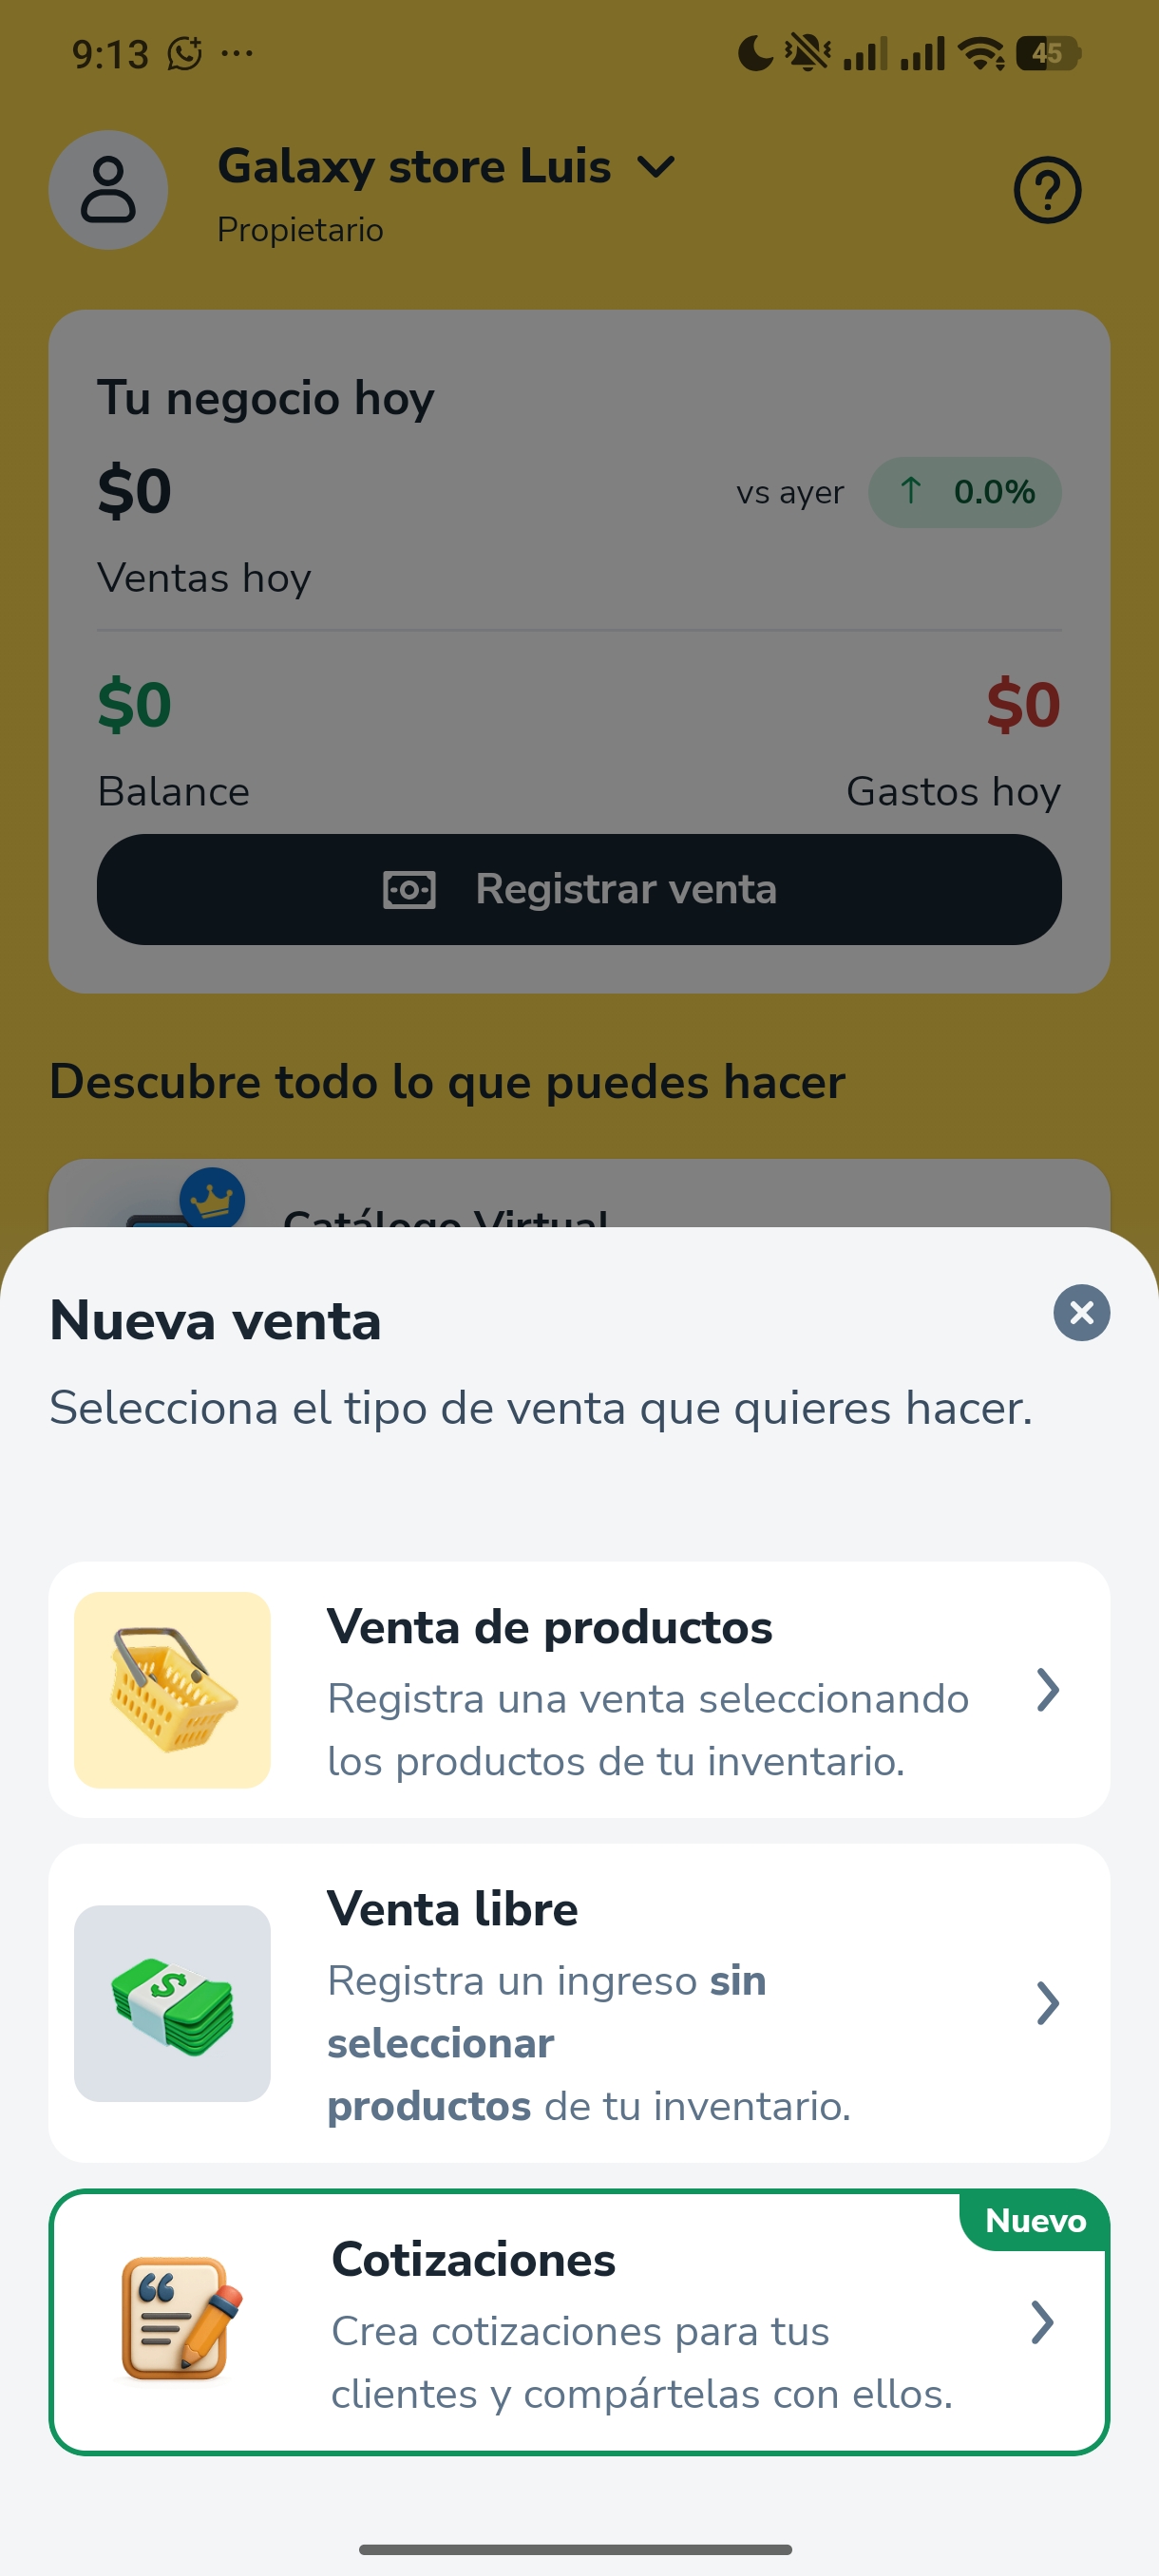 9:13
45
Galaxy store Luis
Propietario
Tu negocio hoy
$0
vs ayer ↑ 0.0%
Ventas hoy
$0 $0
Balance Gastos hoy
Registrar venta
Descubre todo lo que puedes hacer
Catálogo Virtual
Nueva venta
Selecciona el tipo de venta que quieres hacer.
Venta de productos
Registra una venta seleccionando
los productos de tu inventario.
Venta libre
Registra un ingreso sin
seleccionar
productos de tu inventario.
Nuevo
Cotizaciones
Crea cotizaciones para tus
clientes y compártelas con ellos.